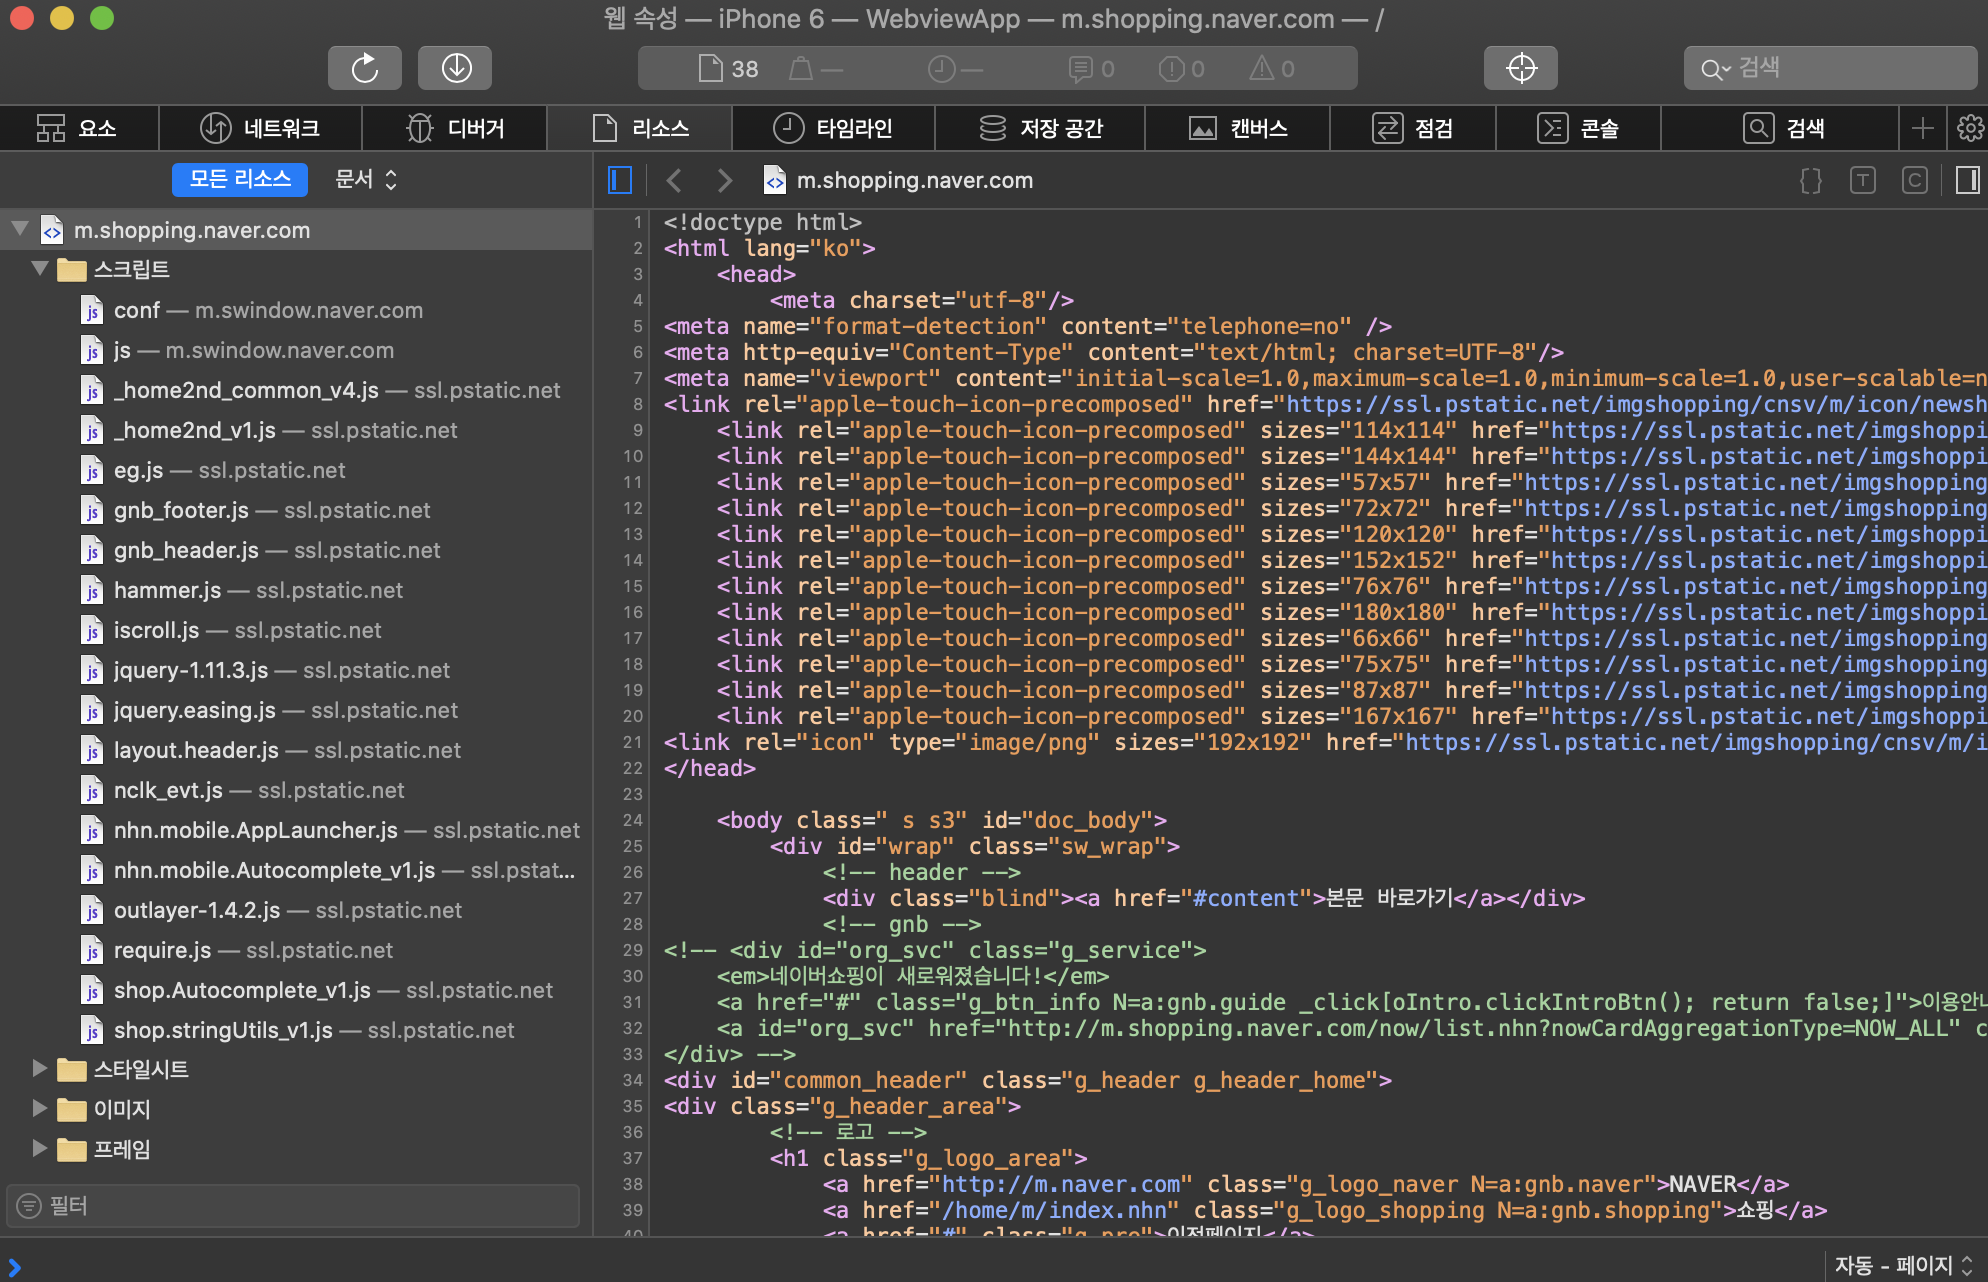 웹 속성 — iPhone 6 — WebviewApp — m.shopping.naver.com — /
38 — — 0 0 0 검색
요소 네트워크 디버거 리소스 타임라인 저장 공간 캔버스 점검 콘솔 검색
모든 리소스 문서
m.shopping.naver.com
스크립트
conf — m.swindow.naver.com
js — m.swindow.naver.com
_home2nd_common_v4.js — ssl.pstatic.net
_home2nd_v1.js — ssl.pstatic.net
eg.js — ssl.pstatic.net
gnb_footer.js — ssl.pstatic.net
gnb_header.js — ssl.pstatic.net
hammer.js — ssl.pstatic.net
iscroll.js — ssl.pstatic.net
jquery-1.11.3.js — ssl.pstatic.net
jquery.easing.js — ssl.pstatic.net
layout.header.js — ssl.pstatic.net
nclk_evt.js — ssl.pstatic.net
nhn.mobile.AppLauncher.js — ssl.pstatic.net
nhn.mobile.Autocomplete_v1.js — ssl.pstat...
outlayer-1.4.2.js — ssl.pstatic.net
require.js — ssl.pstatic.net
shop.Autocomplete_v1.js — ssl.pstatic.net
shop.stringUtils_v1.js — ssl.pstatic.net
스타일시트
이미지
프레임
필터
m.shopping.naver.com {} T C
1 <!doctype html>
2 <html lang="ko">
3 <head>
4 <meta charset="utf-8"/>
5 <meta name="format-detection" content="telephone=no" />
6 <meta http-equiv="Content-Type" content="text/html; charset=UTF-8"/>
7 <meta name="viewport" content="initial-scale=1.0,maximum-scale=1.0,minimum-scale=1.0,user-scalable=n
8 <link rel="apple-touch-icon-precomposed" href="https://ssl.pstatic.net/imgshopping/cnsv/m/icon/newsh
9 <link rel="apple-touch-icon-precomposed" sizes="114x114" href="https://ssl.pstatic.net/imgshoppi
10 <link rel="apple-touch-icon-precomposed" sizes="144x144" href="https://ssl.pstatic.net/imgshoppi
11 <link rel="apple-touch-icon-precomposed" sizes="57x57" href="https://ssl.pstatic.net/imgshopping
12 <link rel="apple-touch-icon-precomposed" sizes="72x72" href="https://ssl.pstatic.net/imgshopping
13 <link rel="apple-touch-icon-precomposed" sizes="120x120" href="https://ssl.pstatic.net/imgshoppi
14 <link rel="apple-touch-icon-precomposed" sizes="152x152" href="https://ssl.pstatic.net/imgshoppi
15 <link rel="apple-touch-icon-precomposed" sizes="76x76" href="https://ssl.pstatic.net/imgshopping
16 <link rel="apple-touch-icon-precomposed" sizes="180x180" href="https://ssl.pstatic.net/imgshoppi
17 <link rel="apple-touch-icon-precomposed" sizes="66x66" href="https://ssl.pstatic.net/imgshopping
18 <link rel="apple-touch-icon-precomposed" sizes="75x75" href="https://ssl.pstatic.net/imgshopping
19 <link rel="apple-touch-icon-precomposed" sizes="87x87" href="https://ssl.pstatic.net/imgshopping
20 <link rel="apple-touch-icon-precomposed" sizes="167x167" href="https://ssl.pstatic.net/imgshoppi
21 <link rel="icon" type="image/png" sizes="192x192" href="https://ssl.pstatic.net/imgshopping/cnsv/m/i
22 </head>
23
24 <body class=" s s3" id="doc_body">
25 <div id="wrap" class="sw_wrap">
26 <!-- header -->
27 <div class="blind"><a href="#content">본문 바로가기</a></div>
28 <!-- gnb -->
29 <!-- <div id="org_svc" class="g_service">
30 <em>네이버쇼핑이 새로워졌습니다!</em>
31 <a href="#" class="g_btn_info N=a:gnb.guide _click[oIntro.clickIntroBtn(); return false;]">이용안내
32 <a id="org_svc" href="http://m.shopping.naver.com/now/list.nhn?nowCardAggregationType=NOW_ALL" c
33 </div> -->
34 <div id="common_header" class="g_header g_header_home">
35 <div class="g_header_area">
36 <!-- 로고 -->
37 <h1 class="g_logo_area">
38 <a href="http://m.naver.com" class="g_logo_naver N=a:gnb.naver">NAVER</a>
39 <a href="/home/m/index.nhn" class="g_logo_shopping N=a:gnb.shopping">쇼핑</a>
40 <a href="#" class="g_pre">이전페이지</a>
자동 - 페이지